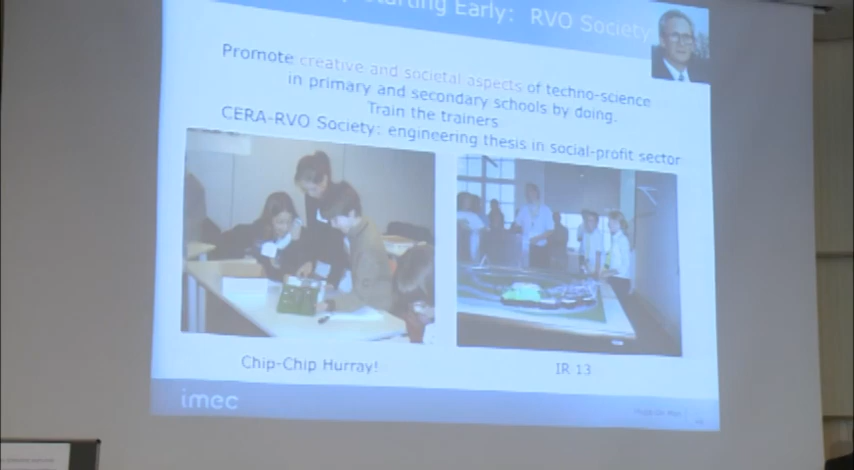 Starting Early: RVO Society
Promote creative and societal aspects of techno-science
in primary and secondary schools by doing.
Train the trainers
CERA-RVO Society: engineering thesis in social-profit sector
Chip-Chip Hurray!
IR 13
imec